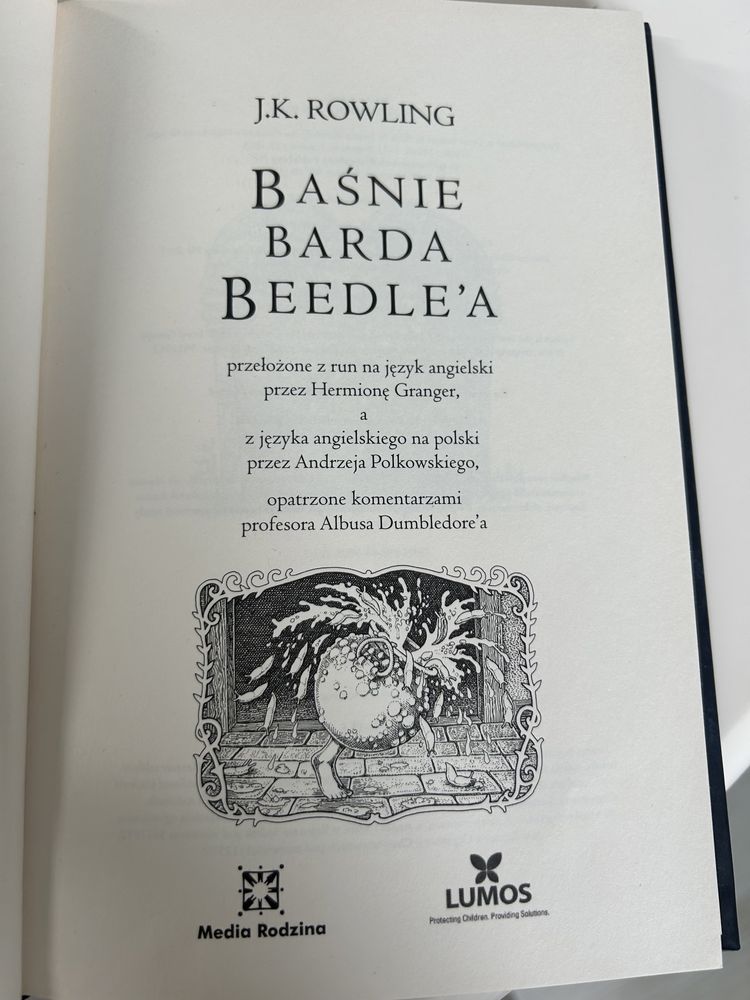 J.K. ROWLING
BAŚNIE
BARDA
BEEDLE'A
przełożone z run na język angielski
przez Hermionę Granger,
a
z języka angielskiego na polski
przez Andrzeja Polkowskiego,
opatrzone komentarzami
profesora Albusa Dumbledore'a
Media Rodzina
LUMOS
Protecting Children. Providing Solutions.